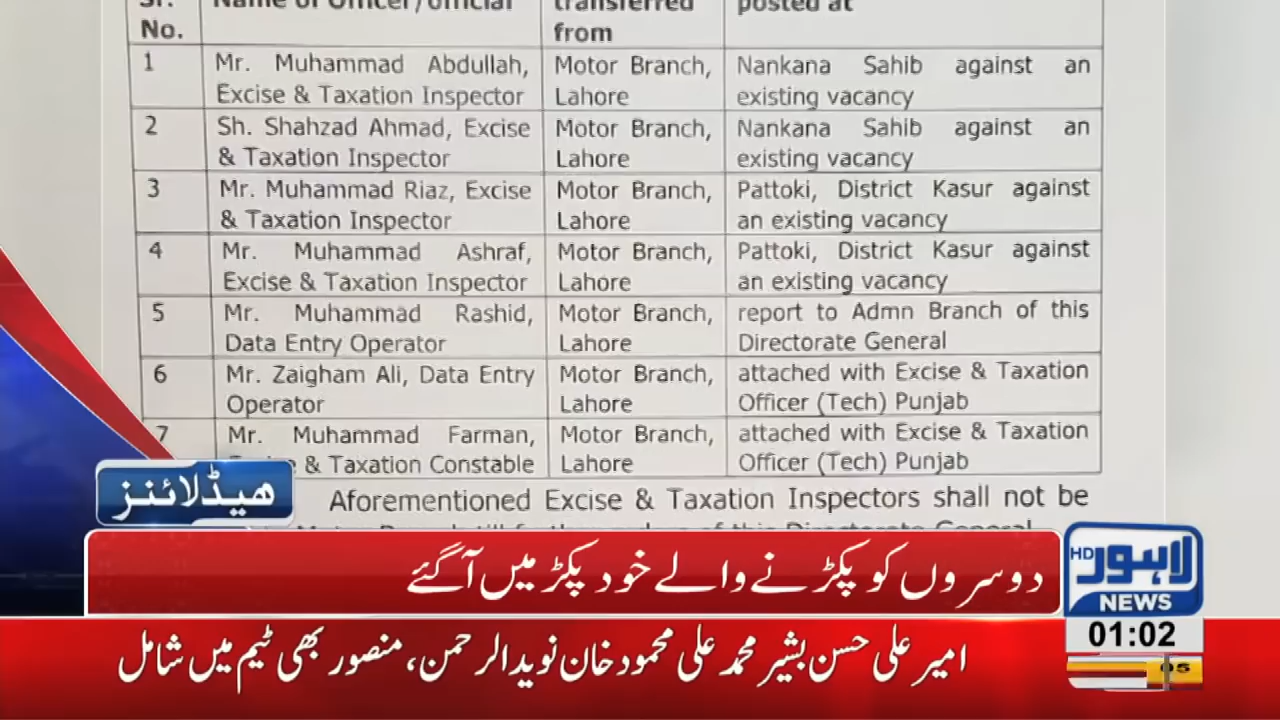 Sr. Name of Officer/official transferred posted at
No. from
1 Mr. Muhammad Abdullah, Motor Branch, Nankana Sahib against an
Excise & Taxation Inspector Lahore existing vacancy
2 Sh. Shahzad Ahmad, Excise Motor Branch, Nankana Sahib against an
& Taxation Inspector Lahore existing vacancy
3 Mr. Muhammad Riaz, Excise Motor Branch, Pattoki, District Kasur against
& Taxation Inspector Lahore an existing vacancy
4 Mr. Muhammad Ashraf, Motor Branch, Pattoki, District Kasur against
Excise & Taxation Inspector Lahore an existing vacancy
5 Mr. Muhammad Rashid, Motor Branch, report to Admn Branch of this
Data Entry Operator Lahore Directorate General
6 Mr. Zaigham Ali, Data Entry Motor Branch, attached with Excise & Taxation
Operator Lahore Officer (Tech) Punjab
7 Mr. Muhammad Farman, Motor Branch, attached with Excise & Taxation
& Taxation Constable Lahore Officer (Tech) Punjab
ہیڈلائنز
Aforementioned Excise & Taxation Inspectors shall not be
Directorate General
دوسروں کو پکڑنے والے خود پکڑ میں آگئے
HD لاہور
NEWS
01:02
امیر علی حسن بشیر محمد علی محمود خان نوید الرحمن، منصور بھی ٹیم میں شامل
05